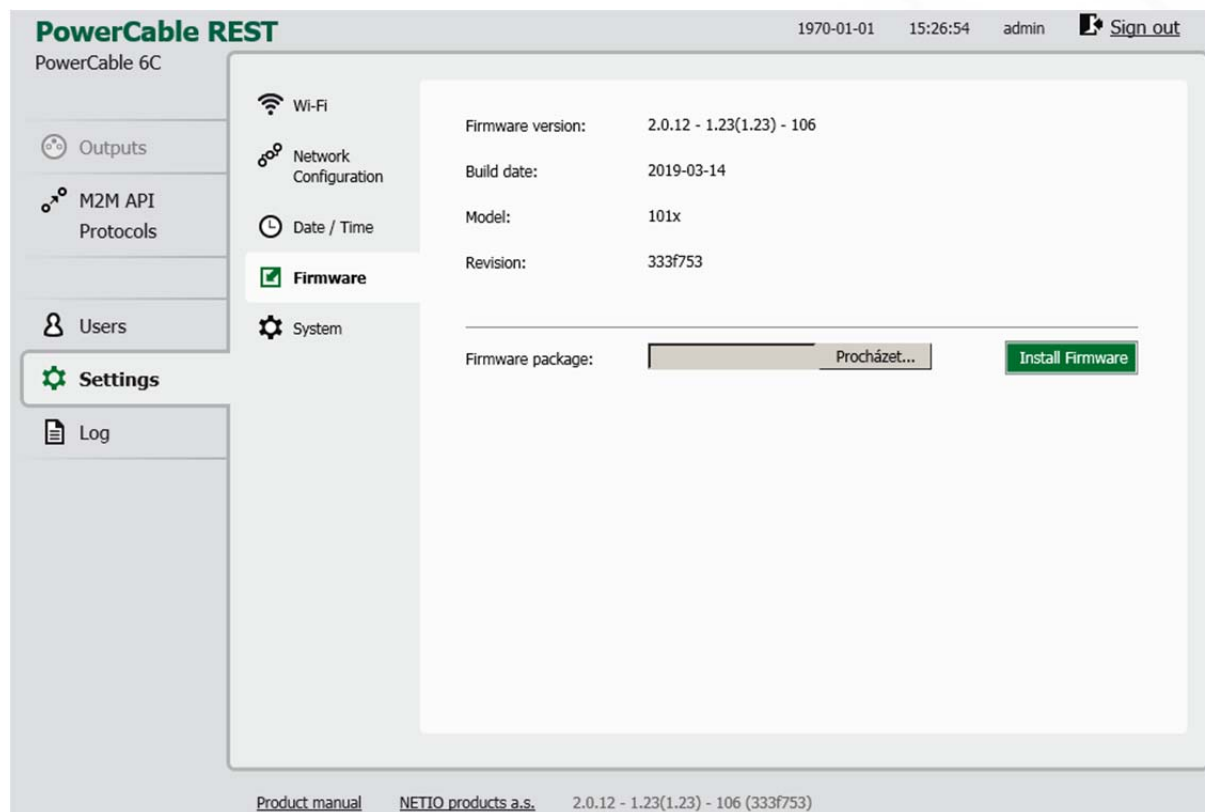 PowerCable REST
1970-01-01 15:26:54 admin Sign out
PowerCable 6C
Outputs
M2M API
Protocols
Users
Settings
Log
Wi-Fi
Network
Configuration
Date / Time
Firmware
System
Firmware version: 2.0.12 - 1.23(1.23) - 106
Build date: 2019-03-14
Model: 101x
Revision: 333f753
Firmware package: Procházet... Install Firmware
Product manual NETIO products a.s. 2.0.12 - 1.23(1.23) - 106 (333f753)